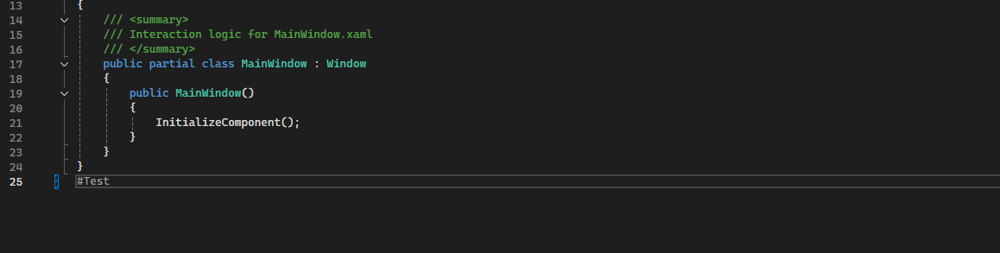 13 {
14 /// <summary>
15 /// Interaction logic for MainWindow.xaml
16 /// </summary>
17 public partial class MainWindow : Window
18 {
19 public MainWindow()
20 {
21 InitializeComponent();
22 }
23 }
24 }
25 #Test